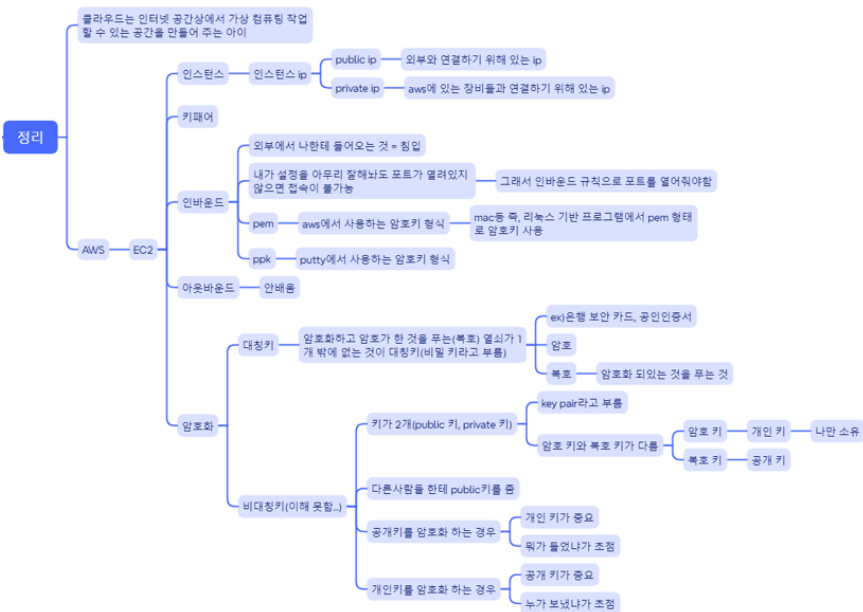 정리
클라우드는 인터넷 공간상에서 가상 컴퓨팅 작업
할 수 있는 공간을 만들어 주는 아이
AWS
EC2
인스턴스
인스턴스 ip
public ip
외부와 연결하기 위해 있는 ip
private ip
aws에 있는 장비들과 연결하기 위해 있는 ip
키패어
인바운드
외부에서 나한테 들어오는 것 = 침입
내가 설정을 아무리 잘해놔도 포트가 열려있지
않으면 접속이 불가능
그래서 인바운드 규칙으로 포트를 열어줘야함
pem
aws에서 사용하는 암호키 형식
mac등 즉, 리눅스 기반 프로그램에서 pem 형태
로 암호키 사용
ppk
putty에서 사용하는 암호키 형식
아웃바운드
안배움
암호화
대칭키
암호화하고 암호가 한 것을 푸는(복호) 열쇠가 1
개 밖에 없는 것이 대칭키(비밀 키라고 부름)
ex)은행 보안 카드, 공인인증서
암호
복호
암호화 되있는 것을 푸는 것
비대칭키(이해 못함..)
키가 2개(public 키, private 키)
key pair라고 부름
암호 키와 복호 키가 다름
암호 키
개인 키
나만 소유
복호 키
공개 키
다른사람들 한테 public키를 줌
공개키를 암호화 하는 경우
개인 키가 중요
뭐가 들었냐가 초점
개인키를 암호화 하는 경우
공개 키가 중요
누가 보냈냐가 초점